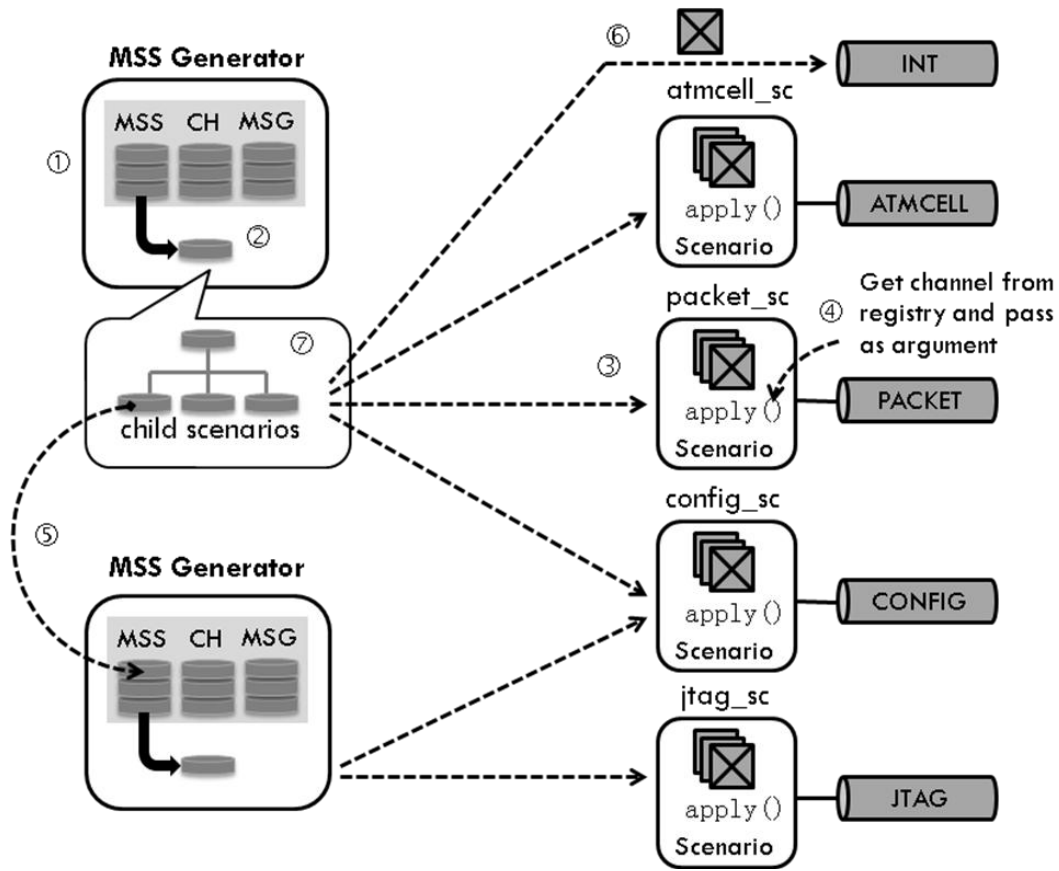 MSS Generator
MSS CH MSG
①
②
⑦
child scenarios
⑤
MSS Generator
MSS CH MSG
⑥
INT
atmcell_sc
apply()
Scenario
ATMCELL
packet_sc
③
apply()
Scenario
④
Get channel from
registry and pass
as argument
PACKET
config_sc
apply()
Scenario
CONFIG
jtag_sc
apply()
Scenario
JTAG